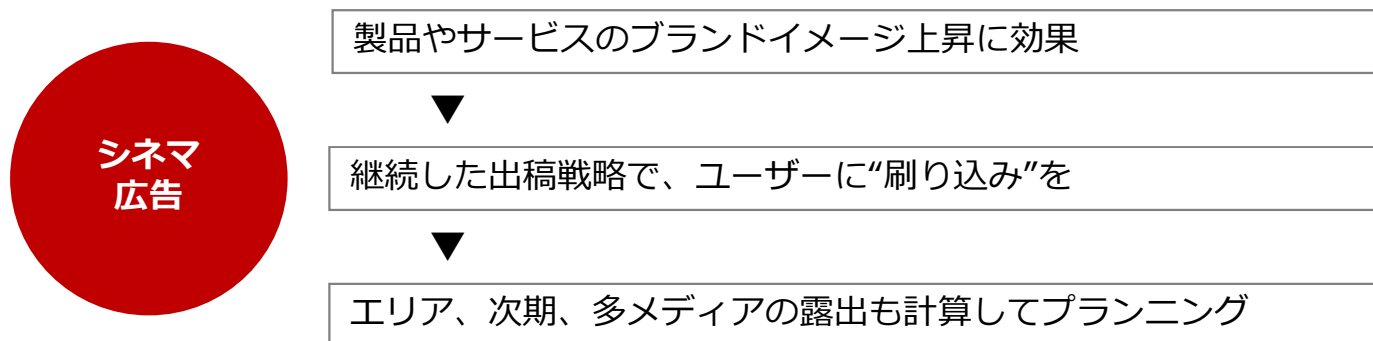 シネマ
広告
製品やサービスのブランドイメージ上昇に効果
▼
継続した出稿戦略で、ユーザーに“刷り込み”を
▼
エリア、次期、多メディアの露出も計算してプランニング